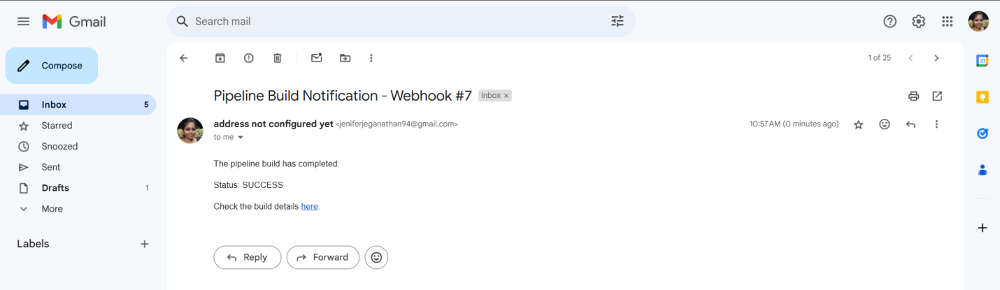 Gmail
Search mail
Compose
1 of 25
31
Pipeline Build Notification - Webhook #7 Inbox ×
Inbox 5
address not configured yet <jeniferjeganathan94@gmail.com> 10:57 AM (0 minutes ago)
Starred
to me
Snoozed
The pipeline build has completed:
Sent
Status: SUCCESS
Drafts 1
Check the build details here.
More
Labels
Reply Forward